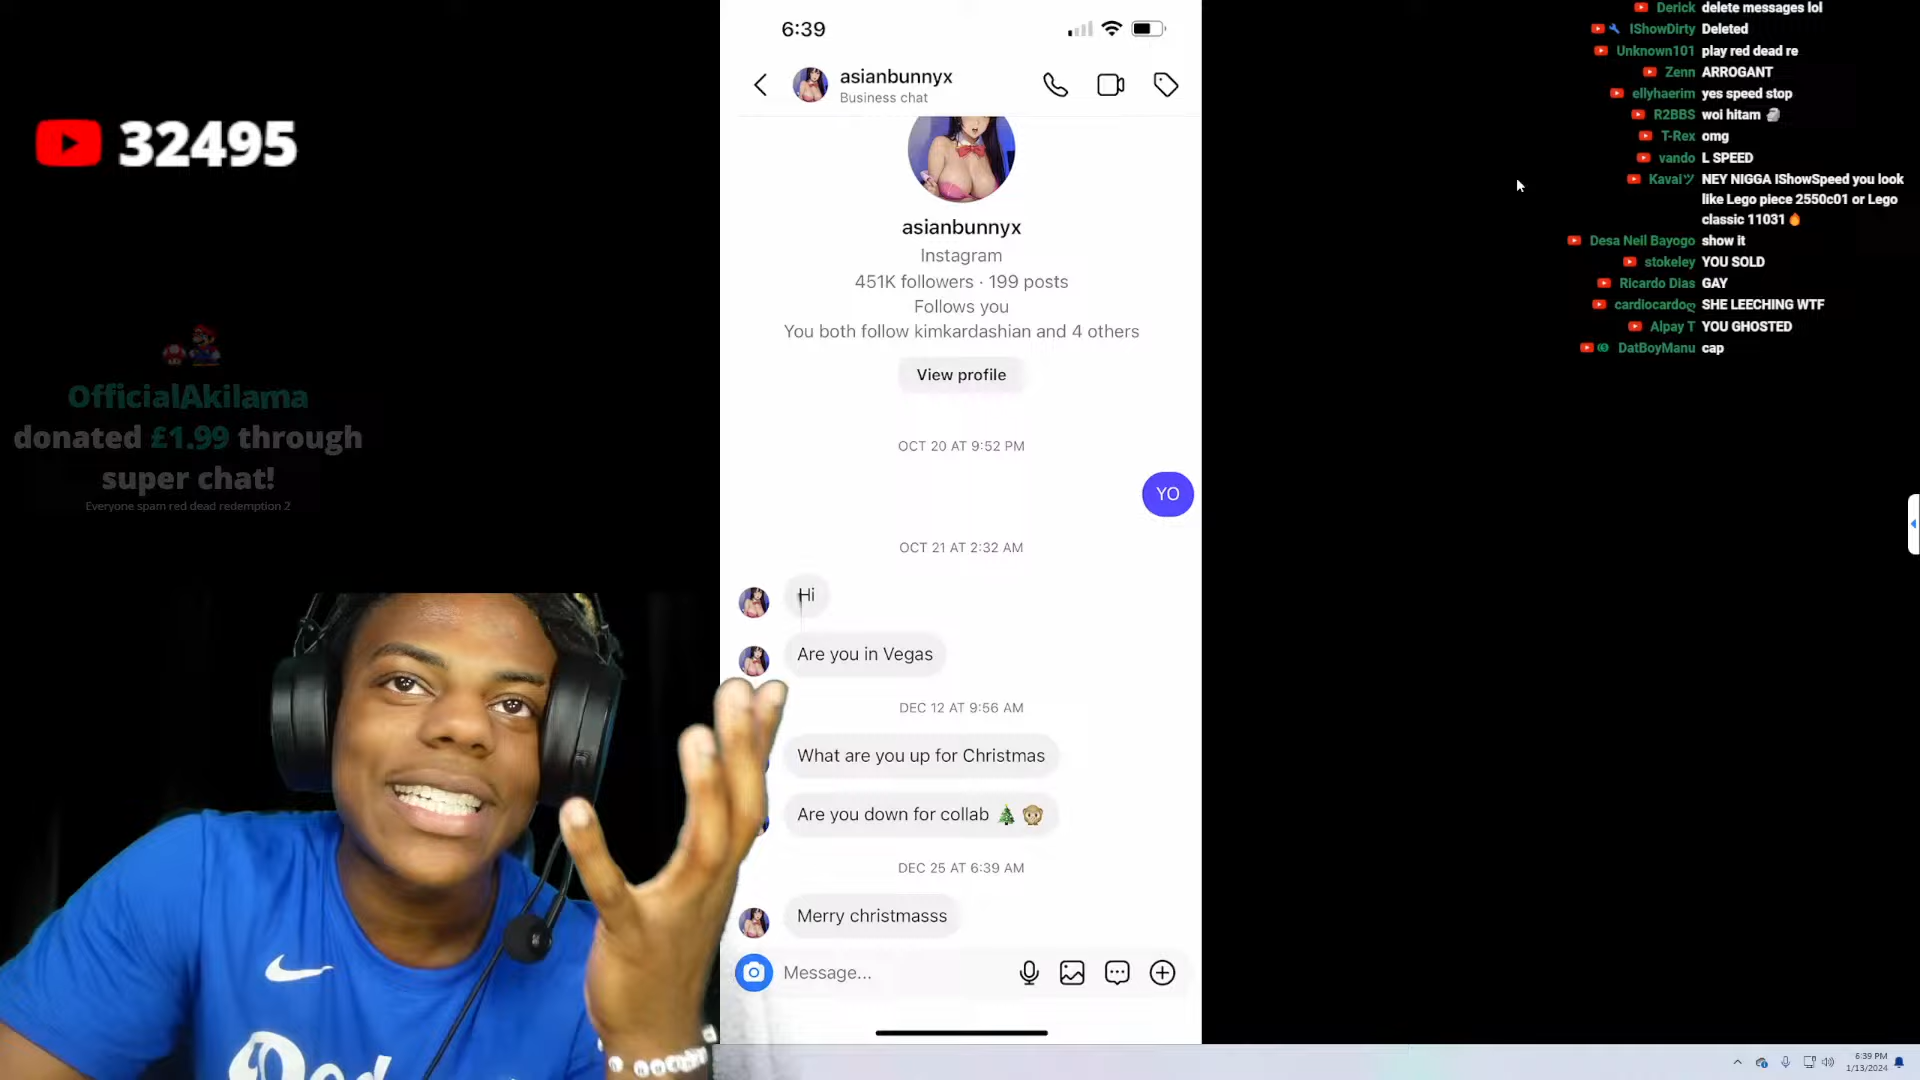 32495
OfficialAkilama
donated £1.99 through
super chat!
Everyone spam red dead redemption 2
6:39
asianbunnyx
Business chat
asianbunnyx
Instagram
451K followers · 199 posts
Follows you
You both follow kimkardashian and 4 others
View profile
OCT 20 AT 9:52 PM
YO
OCT 21 AT 2:32 AM
Hi
Are you in Vegas
DEC 12 AT 9:56 AM
What are you up for Christmas
Are you down for collab 🎄 🙊
DEC 25 AT 6:39 AM
Merry christmasss
Message...
Derick delete messages lol
IShowDirty Deleted
Unknown101 play red dead re
Zenn ARROGANT
ellyhaerim yes speed stop
R2BBS woi hitam 🗿
T-Rex omg
vando L SPEED
Kavaiツ NEY NIGGA IShowSpeed you look
like Lego piece 2550c01 or Lego
classic 11031🔥
Desa Neil Bayogo show it
stokeley YOU SOLD
Ricardo Dias GAY
cardiocardoღ SHE LEECHING WTF
Alpay T YOU GHOSTED
DatBoyManu cap
6:39 PM
1/13/2024